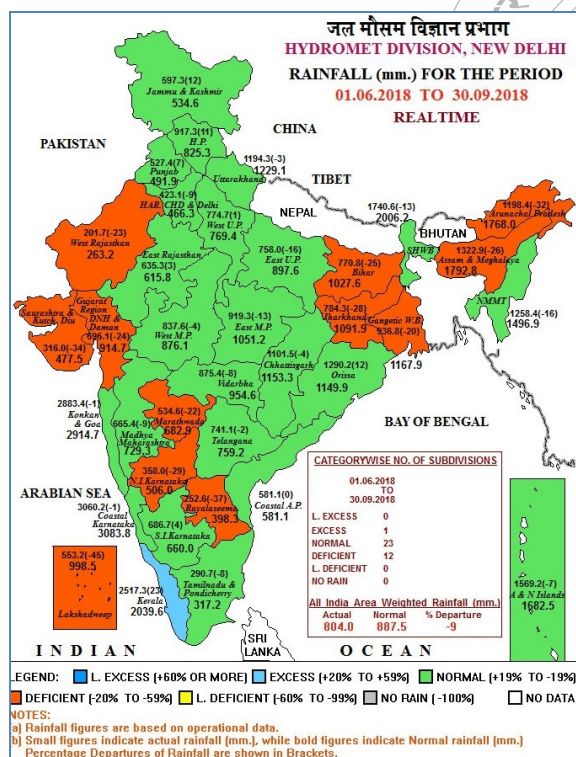 जल मौसम विज्ञान प्रभाग
HYDROMET DIVISION, NEW DELHI
RAINFALL (mm.) FOR THE PERIOD
01.06.2018 TO 30.09.2018
REALTIME
597.3(12)
Jammu & Kashmir
534.6
PAKISTAN
CHINA
917.3(11)
H.P.
825.3
527.4(7)
Punjab
491.9
1194.3(-3)
1229.1
Uttarakhand
TIBET
423.1(-9)
HAR. CHD & Delhi
466.3
774.7(1)
West U.P.
769.4
NEPAL
1740.6(-13)
2006.2
BHUTAN
SHWB
1198.4(-32)
Arunachal Pradesh
1768.0
1322.9(-26)
Assam & Meghalaya
1792.8
201.7(-23)
West Rajasthan
263.2
East Rajasthan
635.3(3)
615.8
758.0(-16)
East U.P.
897.6
770.8(-25)
Bihar
1027.6
NMMT
1258.4(-16)
1496.9
784.3(-28)
Jharkhand
1091.9
Gangetic W.B.
936.8(-20)
1167.9
Saurashtra &
Kutch, Diu
316.0(-34)
477.5
Gujarat
Region
DNH &
Daman
696.1(-24)
914.7
837.6(-4)
West M.P.
876.1
919.3(-13)
East M.P.
1051.2
1101.5(-4)
Chhattisgarh
1153.3
1290.2(12)
Orissa
1149.9
875.4(-8)
Vidarbha
954.6
2883.4(-1)
Konkan
& Goa
2914.7
665.4(-9)
Madhya
Maharashtra
729.3
534.6(-22)
Marathwada
682.9
741.1(-2)
Telangana
759.2
BAY OF BENGAL
358.0(-29)
N.I.Karnataka
506.0
252.6(-37)
Rayalaseema
398.3
581.1(0)
Coastal A.P.
581.1
ARABIAN SEA
3060.2(-1)
Coastal
Karnataka
3083.8
686.7(4)
S.I.Karnataka
660.0
553.2(-45)
998.5
Lakshadweep
2517.3(23)
Kerala
2039.6
290.7(-8)
Tamilnadu &
Pondicherry
317.2
1569.2(-7)
A & N Islands
1682.5
CATEGORYWISE NO. OF SUBDIVISIONS
01.06.2018
TO
30.09.2018
L. EXCESS 0
EXCESS 1
NORMAL 23
DEFICIENT 12
L. DEFICIENT 0
NO RAIN 0
All India Area Weighted Rainfall (mm.)
Actual Normal % Departure
804.0 887.5 -9
SRI
LANKA
INDIAN OCEAN
LEGEND: L. EXCESS (+60% OR MORE) EXCESS (+20% TO +59%) NORMAL (+19% TO -19%)
DEFICIENT (-20% TO -59%) L. DEFICIENT (-60% TO -99%) NO RAIN (-100%) NO DATA
NOTES:
a) Rainfall figures are based on operational data.
b) Small figures indicate actual rainfall (mm.), while bold figures indicate Normal rainfall (mm.)
Percentage Departures of Rainfall are shown in Brackets.